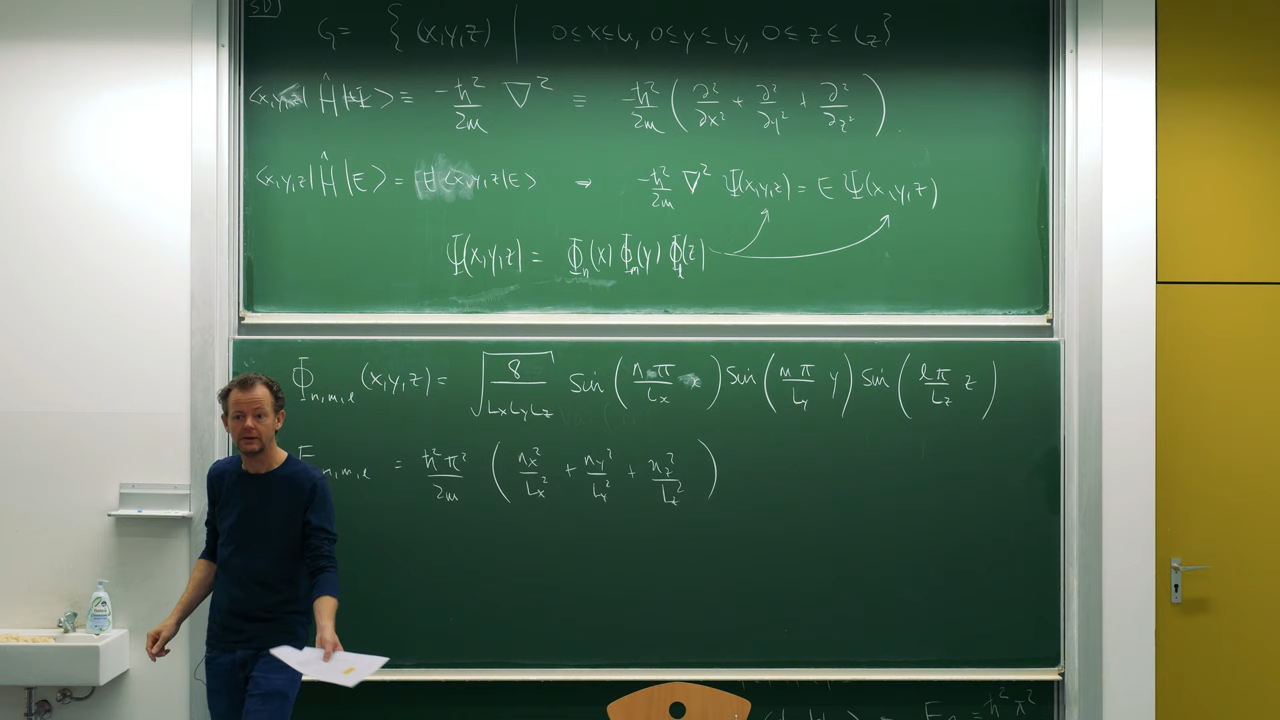 3D)
G = { (x,y,z) | 0≤x≤Lx, 0≤y≤Ly, 0≤z≤Lz }
⟨x,y,z|Ĥ|Ψ⟩ ≡ -ℏ²/2m ∇² ≡ -ℏ²/2m ( ∂²/∂x² + ∂²/∂y² + ∂²/∂z² )
⟨x,y,z|Ĥ|E⟩ = E⟨x,y,z|E⟩ → -ℏ²/2m ∇² Ψ(x,y,z) = E Ψ(x,y,z)
Ψ(x,y,z) = Φn(x) Φm(y) Φl(z)
Φn,m,l (x,y,z) = √(8/LxLyLz) Sin(nπ/Lx x) Sin(mπ/Ly y) Sin(lπ/Lz z)
En,m,l = ℏ²π²/2m ( nx²/Lx² + ny²/Ly² + nz²/Lz² )
En = ℏ²π²